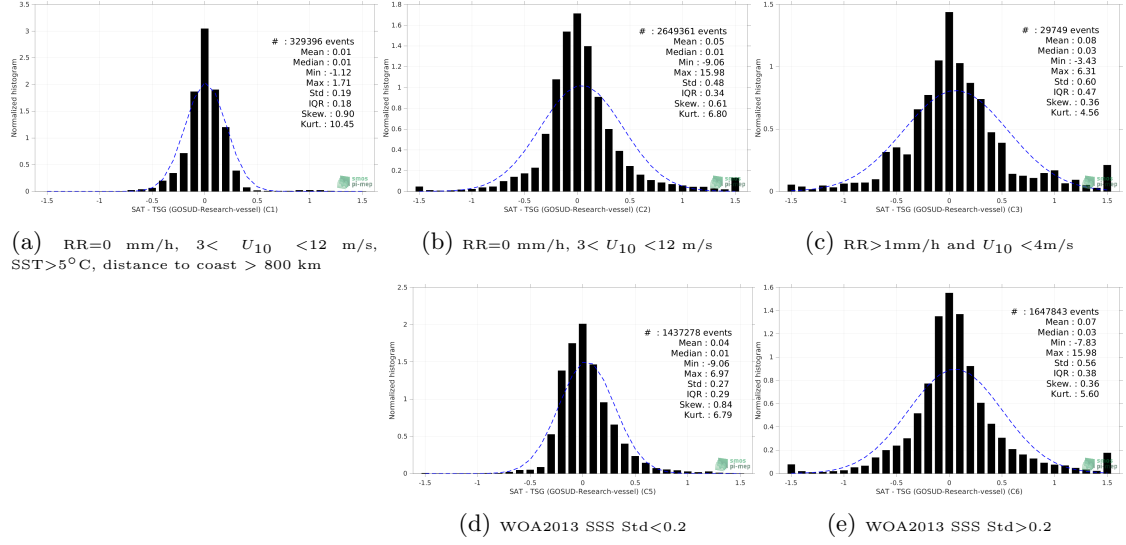 3.5
3
2.5
2
1.5
1
0.5
0
Normalized histogram
# : 329396 events
Mean : 0.01
Median : 0.01
Min : -1.12
Max : 1.71
Std : 0.19
IQR : 0.18
Skew. : 0.90
Kurt. : 10.45
smos
pi-mep
-1.5 -1 -0.5 0 0.5 1 1.5
SAT - TSG (GOSUD-Research-vessel) (C1)
(a) RR=0 mm/h, 3< U10 <12 m/s,
SST>5°C, distance to coast > 800 km
1.8
1.6
1.4
1.2
1
0.8
0.6
0.4
0.2
0
Normalized histogram
# : 2649361 events
Mean : 0.05
Median : 0.01
Min : -9.06
Max : 15.98
Std : 0.48
IQR : 0.34
Skew. : 0.61
Kurt. : 6.80
smos
pi-mep
-1.5 -1 -0.5 0 0.5 1 1.5
SAT - TSG (GOSUD-Research-vessel) (C2)
(b) RR=0 mm/h, 3< U10 <12 m/s
1.5
1
0.5
0
Normalized histogram
# : 29749 events
Mean : 0.08
Median : 0.03
Min : -3.43
Max : 6.31
Std : 0.60
IQR : 0.47
Skew. : 0.36
Kurt. : 4.56
smos
pi-mep
-1.5 -1 -0.5 0 0.5 1 1.5
SAT - TSG (GOSUD-Research-vessel) (C3)
(c) RR>1mm/h and U10 <4m/s
2.5
2
1.5
1
0.5
0
Normalized histogram
# : 1437278 events
Mean : 0.04
Median : 0.01
Min : -9.06
Max : 6.97
Std : 0.27
IQR : 0.29
Skew. : 0.84
Kurt. : 6.79
smos
pi-mep
-1.5 -1 -0.5 0 0.5 1 1.5
SAT - TSG (GOSUD-Research-vessel) (C5)
(d) WOA2013 SSS Std<0.2
1.6
1.4
1.2
1
0.8
0.6
0.4
0.2
0
Normalized histogram
# : 1647843 events
Mean : 0.07
Median : 0.03
Min : -7.83
Max : 15.98
Std : 0.56
IQR : 0.38
Skew. : 0.36
Kurt. : 5.60
smos
pi-mep
-1.5 -1 -0.5 0 0.5 1 1.5
SAT - TSG (GOSUD-Research-vessel) (C6)
(e) WOA2013 SSS Std>0.2